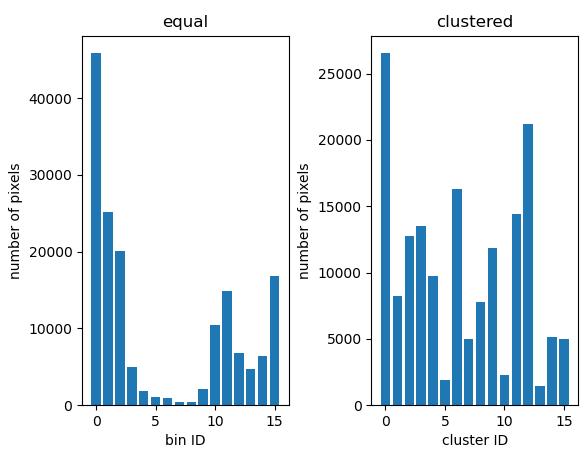 equal
number of pixels
40000
30000
20000
10000
0
0 5 10 15
bin ID
clustered
number of pixels
25000
20000
15000
10000
5000
0
0 5 10 15
cluster ID